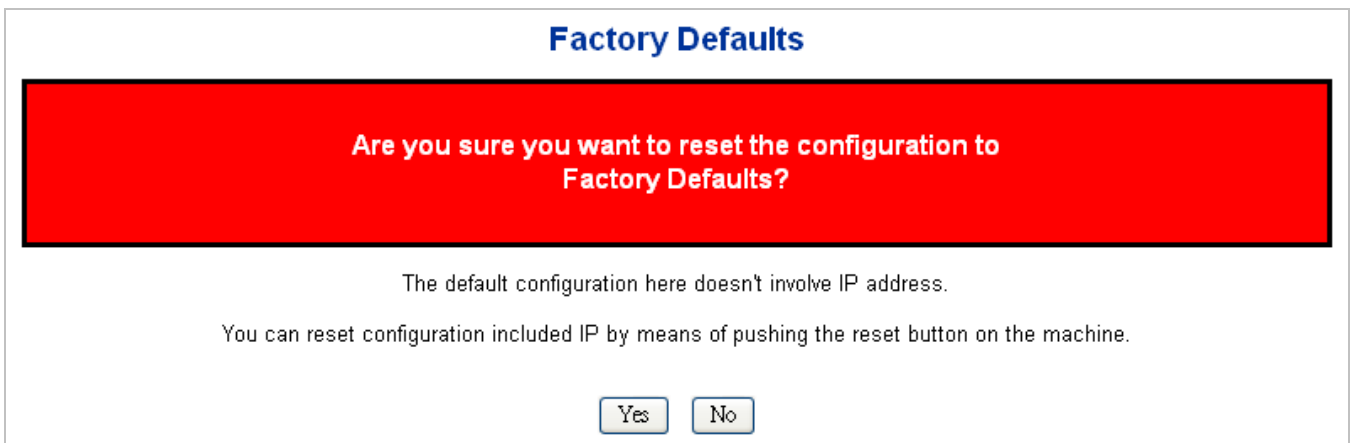 Factory Defaults
Are you sure you want to reset the configuration to
Factory Defaults?
The default configuration here doesn't involve IP address.
You can reset configuration included IP by means of pushing the reset button on the machine.
Yes No